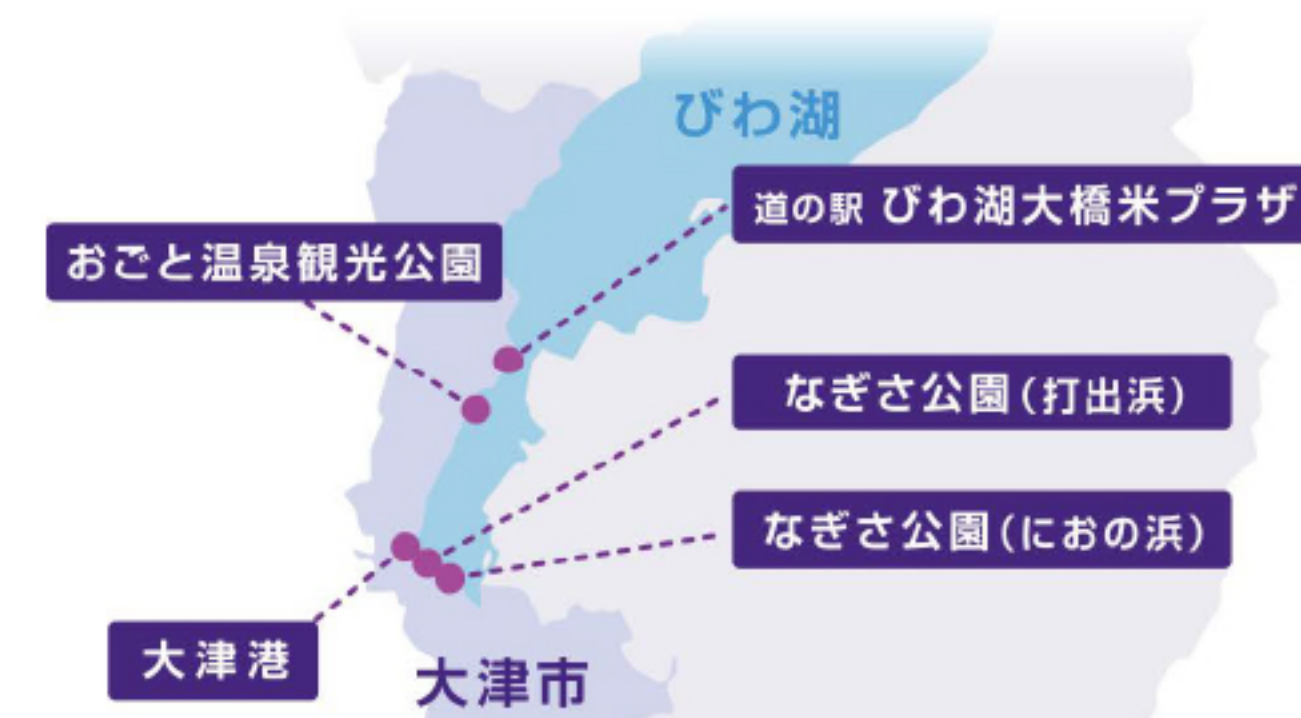 びわ湖
道の駅 びわ湖大橋米プラザ
おごと温泉観光公園
なぎさ公園(打出浜)
なぎさ公園(におの浜)
大津港
大津市